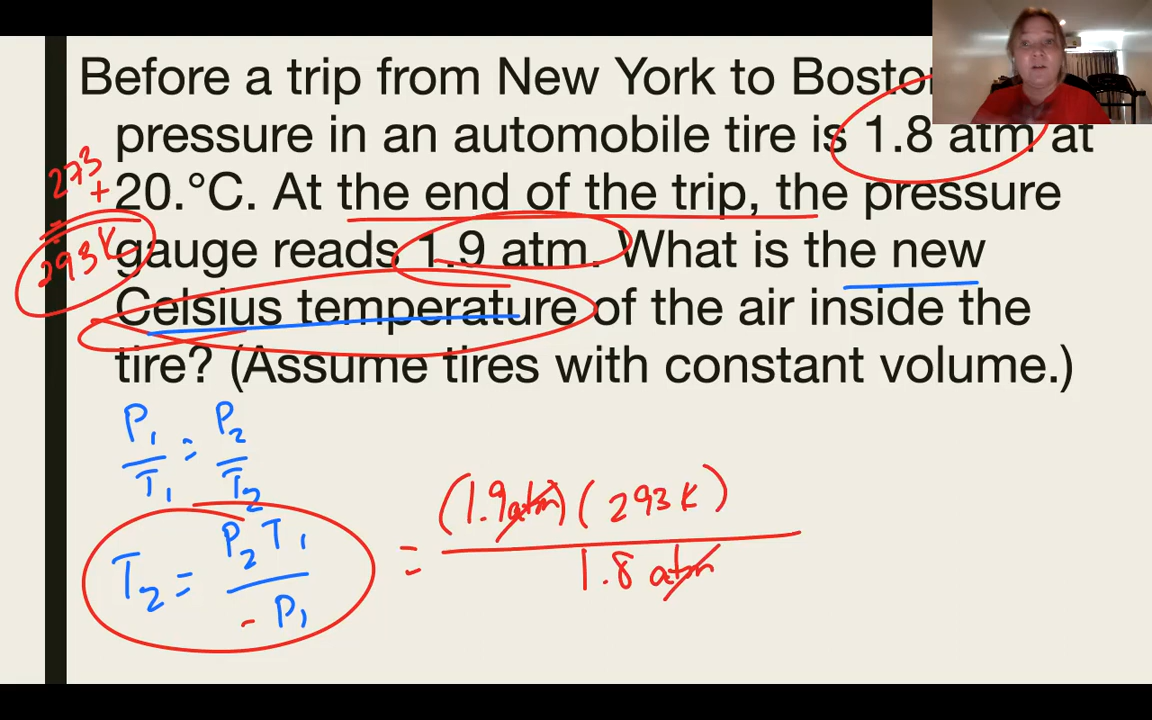 Before a trip from New York to Boston
pressure in an automobile tire is 1.8 atm at
20.°C. At the end of the trip, the pressure
gauge reads 1.9 atm. What is the new
Celsius temperature of the air inside the
tire? (Assume tires with constant volume.)
273
+
=
293K
P₁/T₁ = P₂/T₂
T₂ = P₂T₁/P₁ = (1.9atm)(293K)/1.8 atm